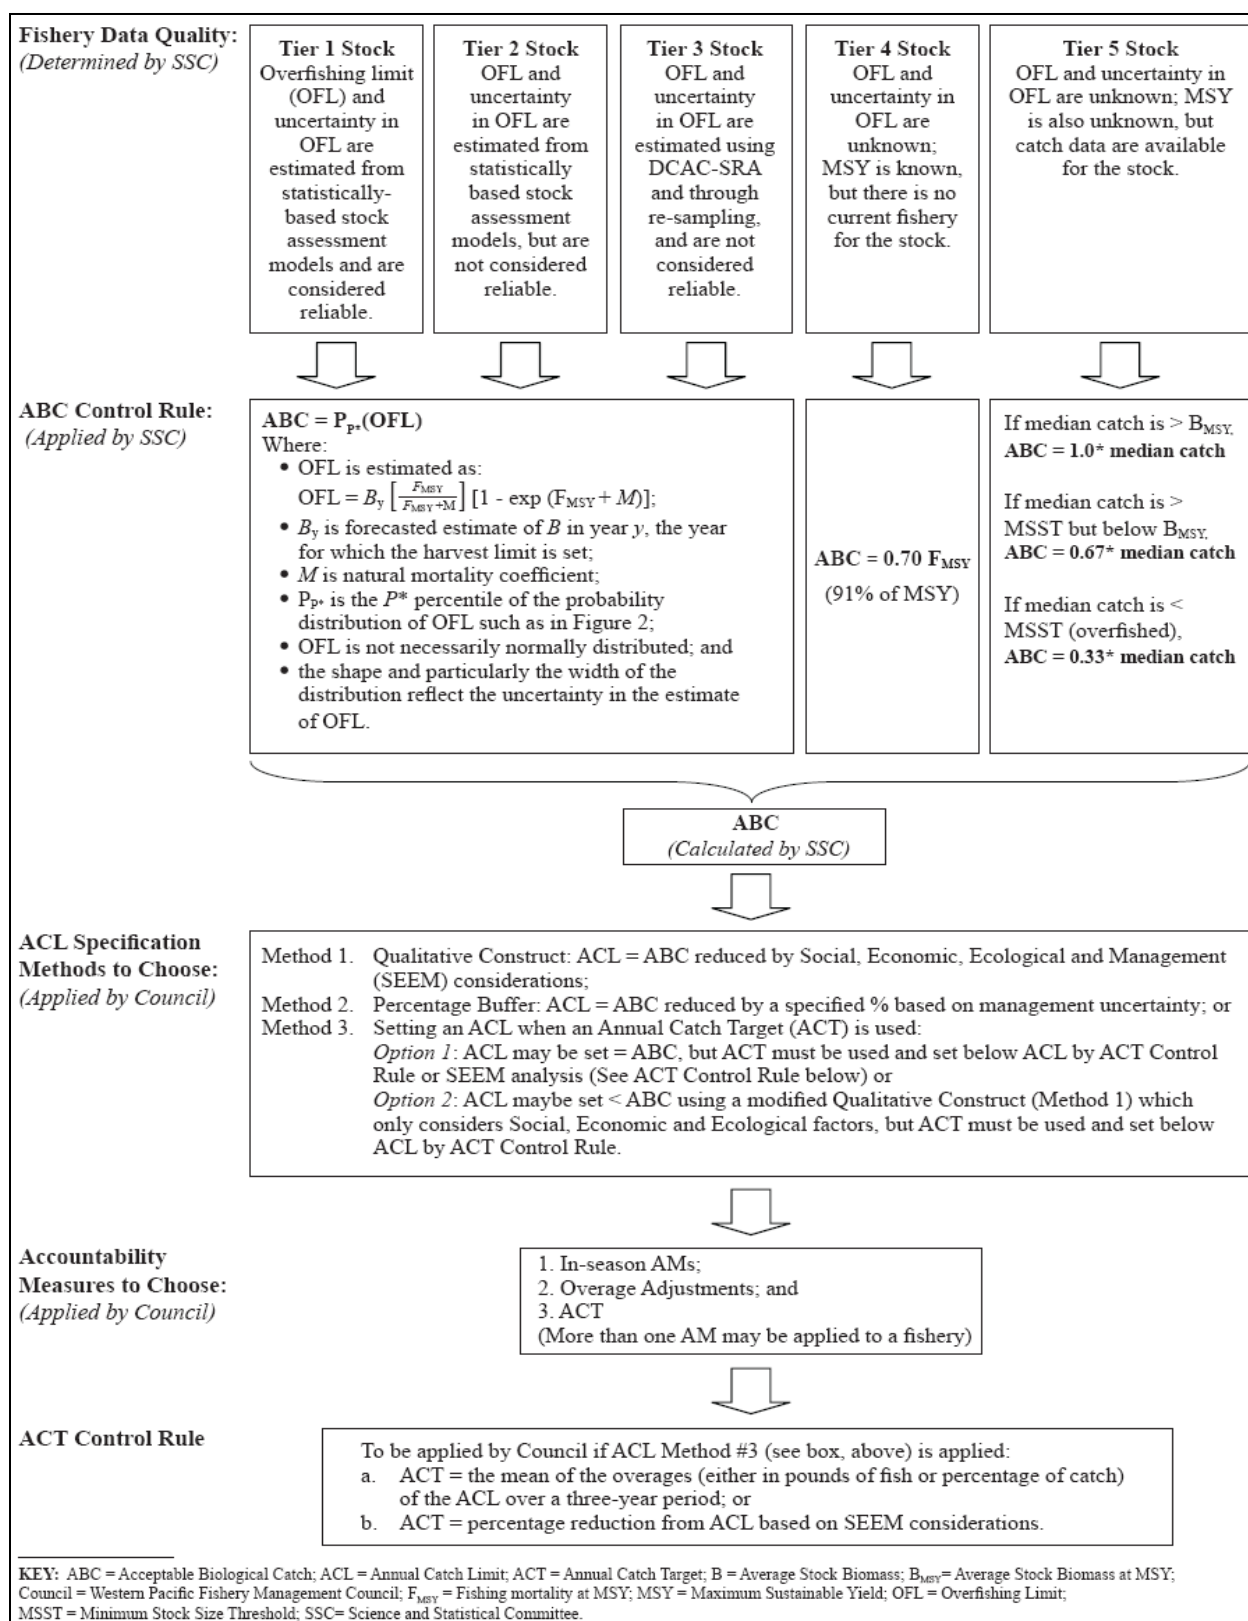 Fishery Data Quality:
(Determined by SSC)
Tier 1 Stock
Overfishing limit
(OFL) and
uncertainty in
OFL are
estimated from
statistically-
based stock
assessment
models and are
considered
reliable.
Tier 2 Stock
OFL and
uncertainty
in OFL are
estimated from
statistically
based stock
assessment
models, but are
not considered
reliable.
Tier 3 Stock
OFL and
uncertainty
in OFL are
estimated using
DCAC-SRA
and through
re-sampling,
and are not
considered
reliable.
Tier 4 Stock
OFL and
uncertainty in
OFL are
unknown;
MSY is known,
but there is no
current fishery
for the stock.
Tier 5 Stock
OFL and uncertainty in
OFL are unknown; MSY
is also unknown, but
catch data are available
for the stock.
ABC Control Rule:
(Applied by SSC)
ABC = P_P*(OFL)
Where:
• OFL is estimated as:
OFL = B_y [F_MSY / F_MSY+M] [1 - exp (F_MSY + M)];
• B_y is forecasted estimate of B in year y, the year
for which the harvest limit is set;
• M is natural mortality coefficient;
• P_P* is the P* percentile of the probability
distribution of OFL such as in Figure 2;
• OFL is not necessarily normally distributed; and
• the shape and particularly the width of the
distribution reflect the uncertainty in the estimate
of OFL.
ABC = 0.70 F_MSY
(91% of MSY)
If median catch is > B_MSY,
ABC = 1.0* median catch
If median catch is >
MSST but below B_MSY,
ABC = 0.67* median catch
If median catch is <
MSST (overfished),
ABC = 0.33* median catch
ABC
(Calculated by SSC)
ACL Specification
Methods to Choose:
(Applied by Council)
Method 1. Qualitative Construct: ACL = ABC reduced by Social, Economic, Ecological and Management
(SEEM) considerations;
Method 2. Percentage Buffer: ACL = ABC reduced by a specified % based on management uncertainty; or
Method 3. Setting an ACL when an Annual Catch Target (ACT) is used:
Option 1: ACL may be set = ABC, but ACT must be used and set below ACL by ACT Control
Rule or SEEM analysis (See ACT Control Rule below) or
Option 2: ACL maybe set < ABC using a modified Qualitative Construct (Method 1) which
only considers Social, Economic and Ecological factors, but ACT must be used and set below
ACL by ACT Control Rule.
Accountability
Measures to Choose:
(Applied by Council)
1. In-season AMs;
2. Overage Adjustments; and
3. ACT
(More than one AM may be applied to a fishery)
ACT Control Rule
To be applied by Council if ACL Method #3 (see box, above) is applied:
a. ACT = the mean of the overages (either in pounds of fish or percentage of catch)
of the ACL over a three-year period; or
b. ACT = percentage reduction from ACL based on SEEM considerations.
KEY: ABC = Acceptable Biological Catch; ACL = Annual Catch Limit; ACT = Annual Catch Target; B = Average Stock Biomass; B_MSY= Average Stock Biomass at MSY;
Council = Western Pacific Fishery Management Council; F_MSY = Fishing mortality at MSY; MSY = Maximum Sustainable Yield; OFL = Overfishing Limit;
MSST = Minimum Stock Size Threshold; SSC= Science and Statistical Committee.